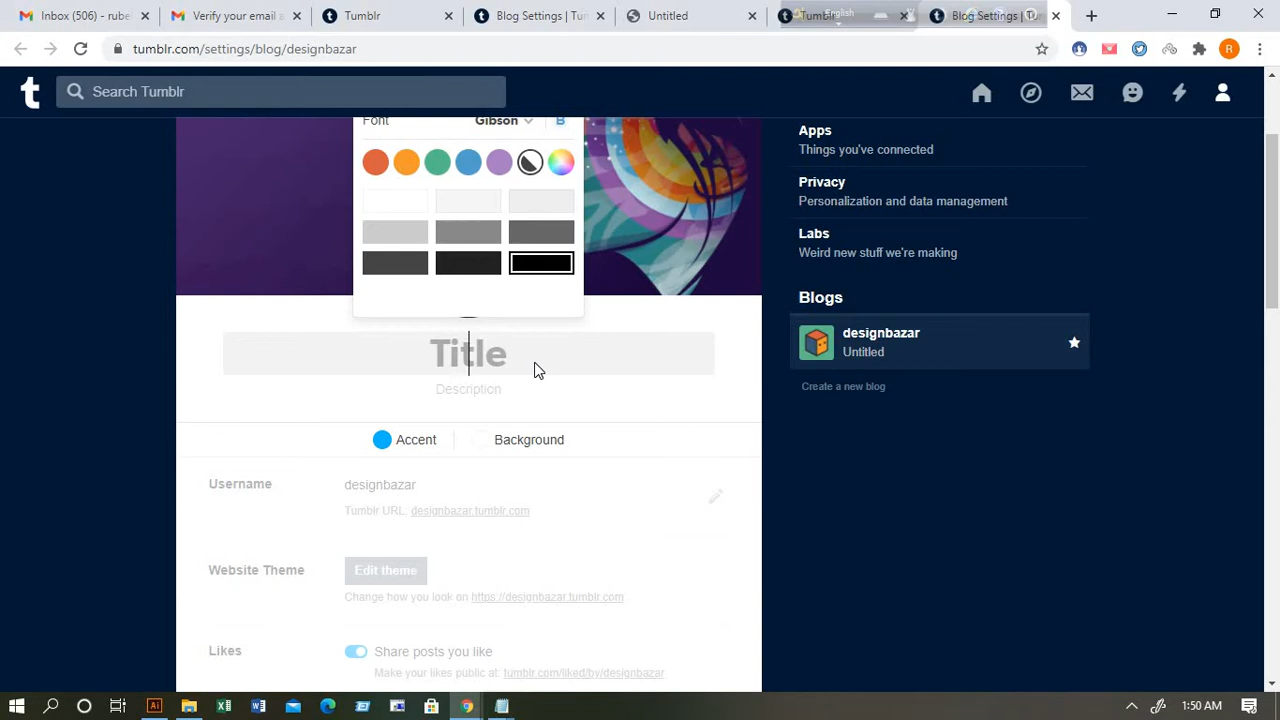 Inbox (506) - u
Verify your email
Tumblr
Blog Settings | Tum
Untitled
Tumblr
English
Blog Settings | Tu
tumblr.com/settings/blog/designbazar
R
Search Tumblr
Font
Gibson
B
Title
Description
Accent
Background
Username
designbazar
Tumblr URL: designbazar.tumblr.com
Website Theme
Edit theme
Change how you look on https://designbazar.tumblr.com
Likes
Share posts you like
Make your likes public at: tumblr.com/liked/by/designbazar
Apps
Things you've connected
Privacy
Personalization and data management
Labs
Weird new stuff we're making
Blogs
designbazar
Untitled
Create a new blog
1:50 AM